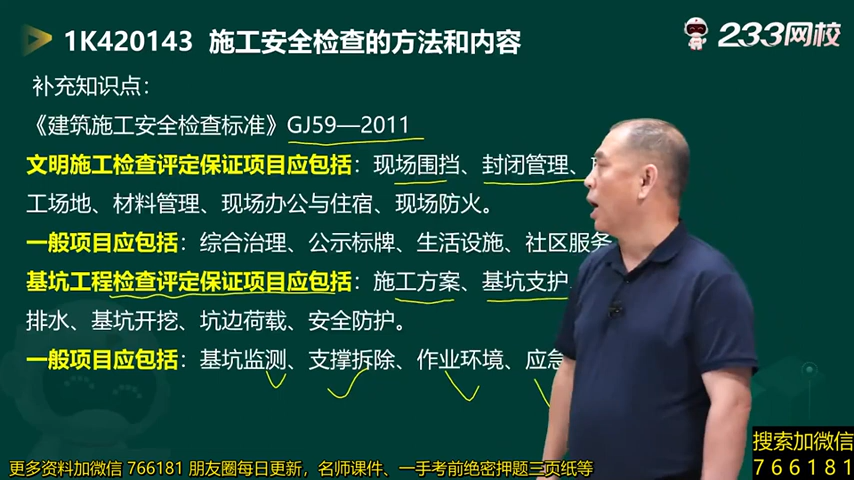 1K420143 施工安全检查的方法和内容
233网校
补充知识点：
《建筑施工安全检查标准》GJ59—2011
文明施工检查评定保证项目应包括：现场围挡、封闭管理、
工场地、材料管理、现场办公与住宿、现场防火。
一般项目应包括：综合治理、公示标牌、生活设施、社区服务
基坑工程检查评定保证项目应包括：施工方案、基坑支护
排水、基坑开挖、坑边荷载、安全防护。
一般项目应包括：基坑监测、支撑拆除、作业环境、应急
搜索加微信
766181
更多资料加微信 766181 朋友圈每日更新，名师课件、一手考前绝密押题三页纸等